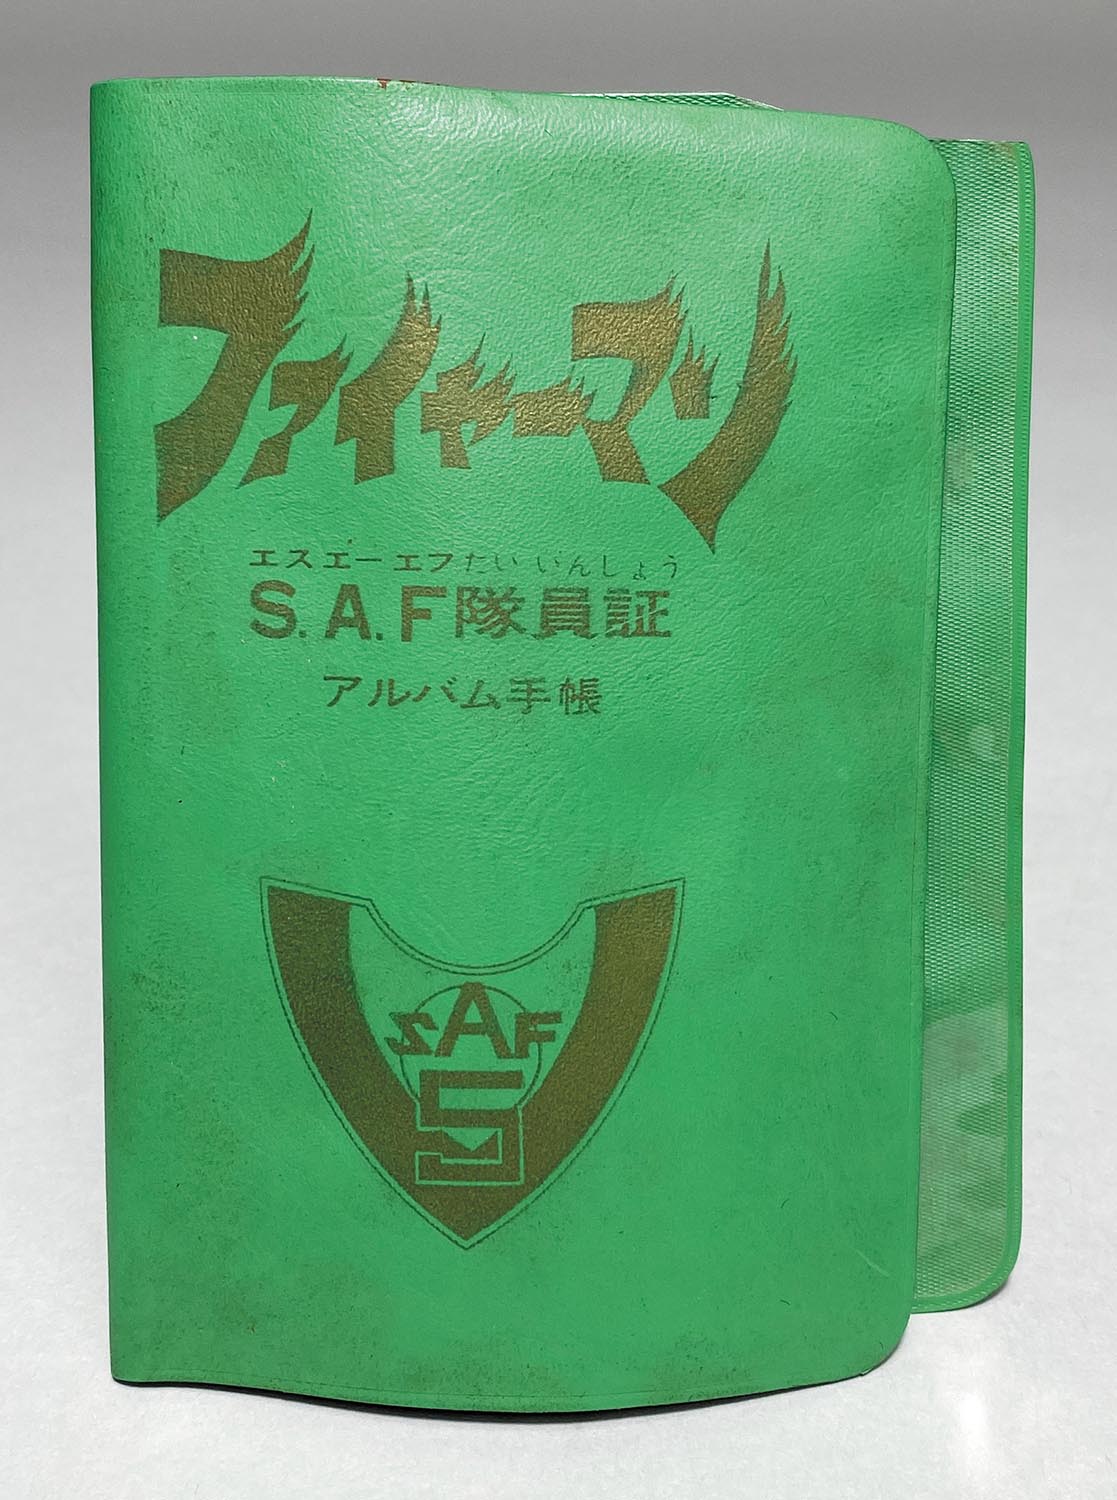 ファイヤーマン
エスエーエフたいいんしょう
S.A.F隊員証
アルバム手帳
SAF
S